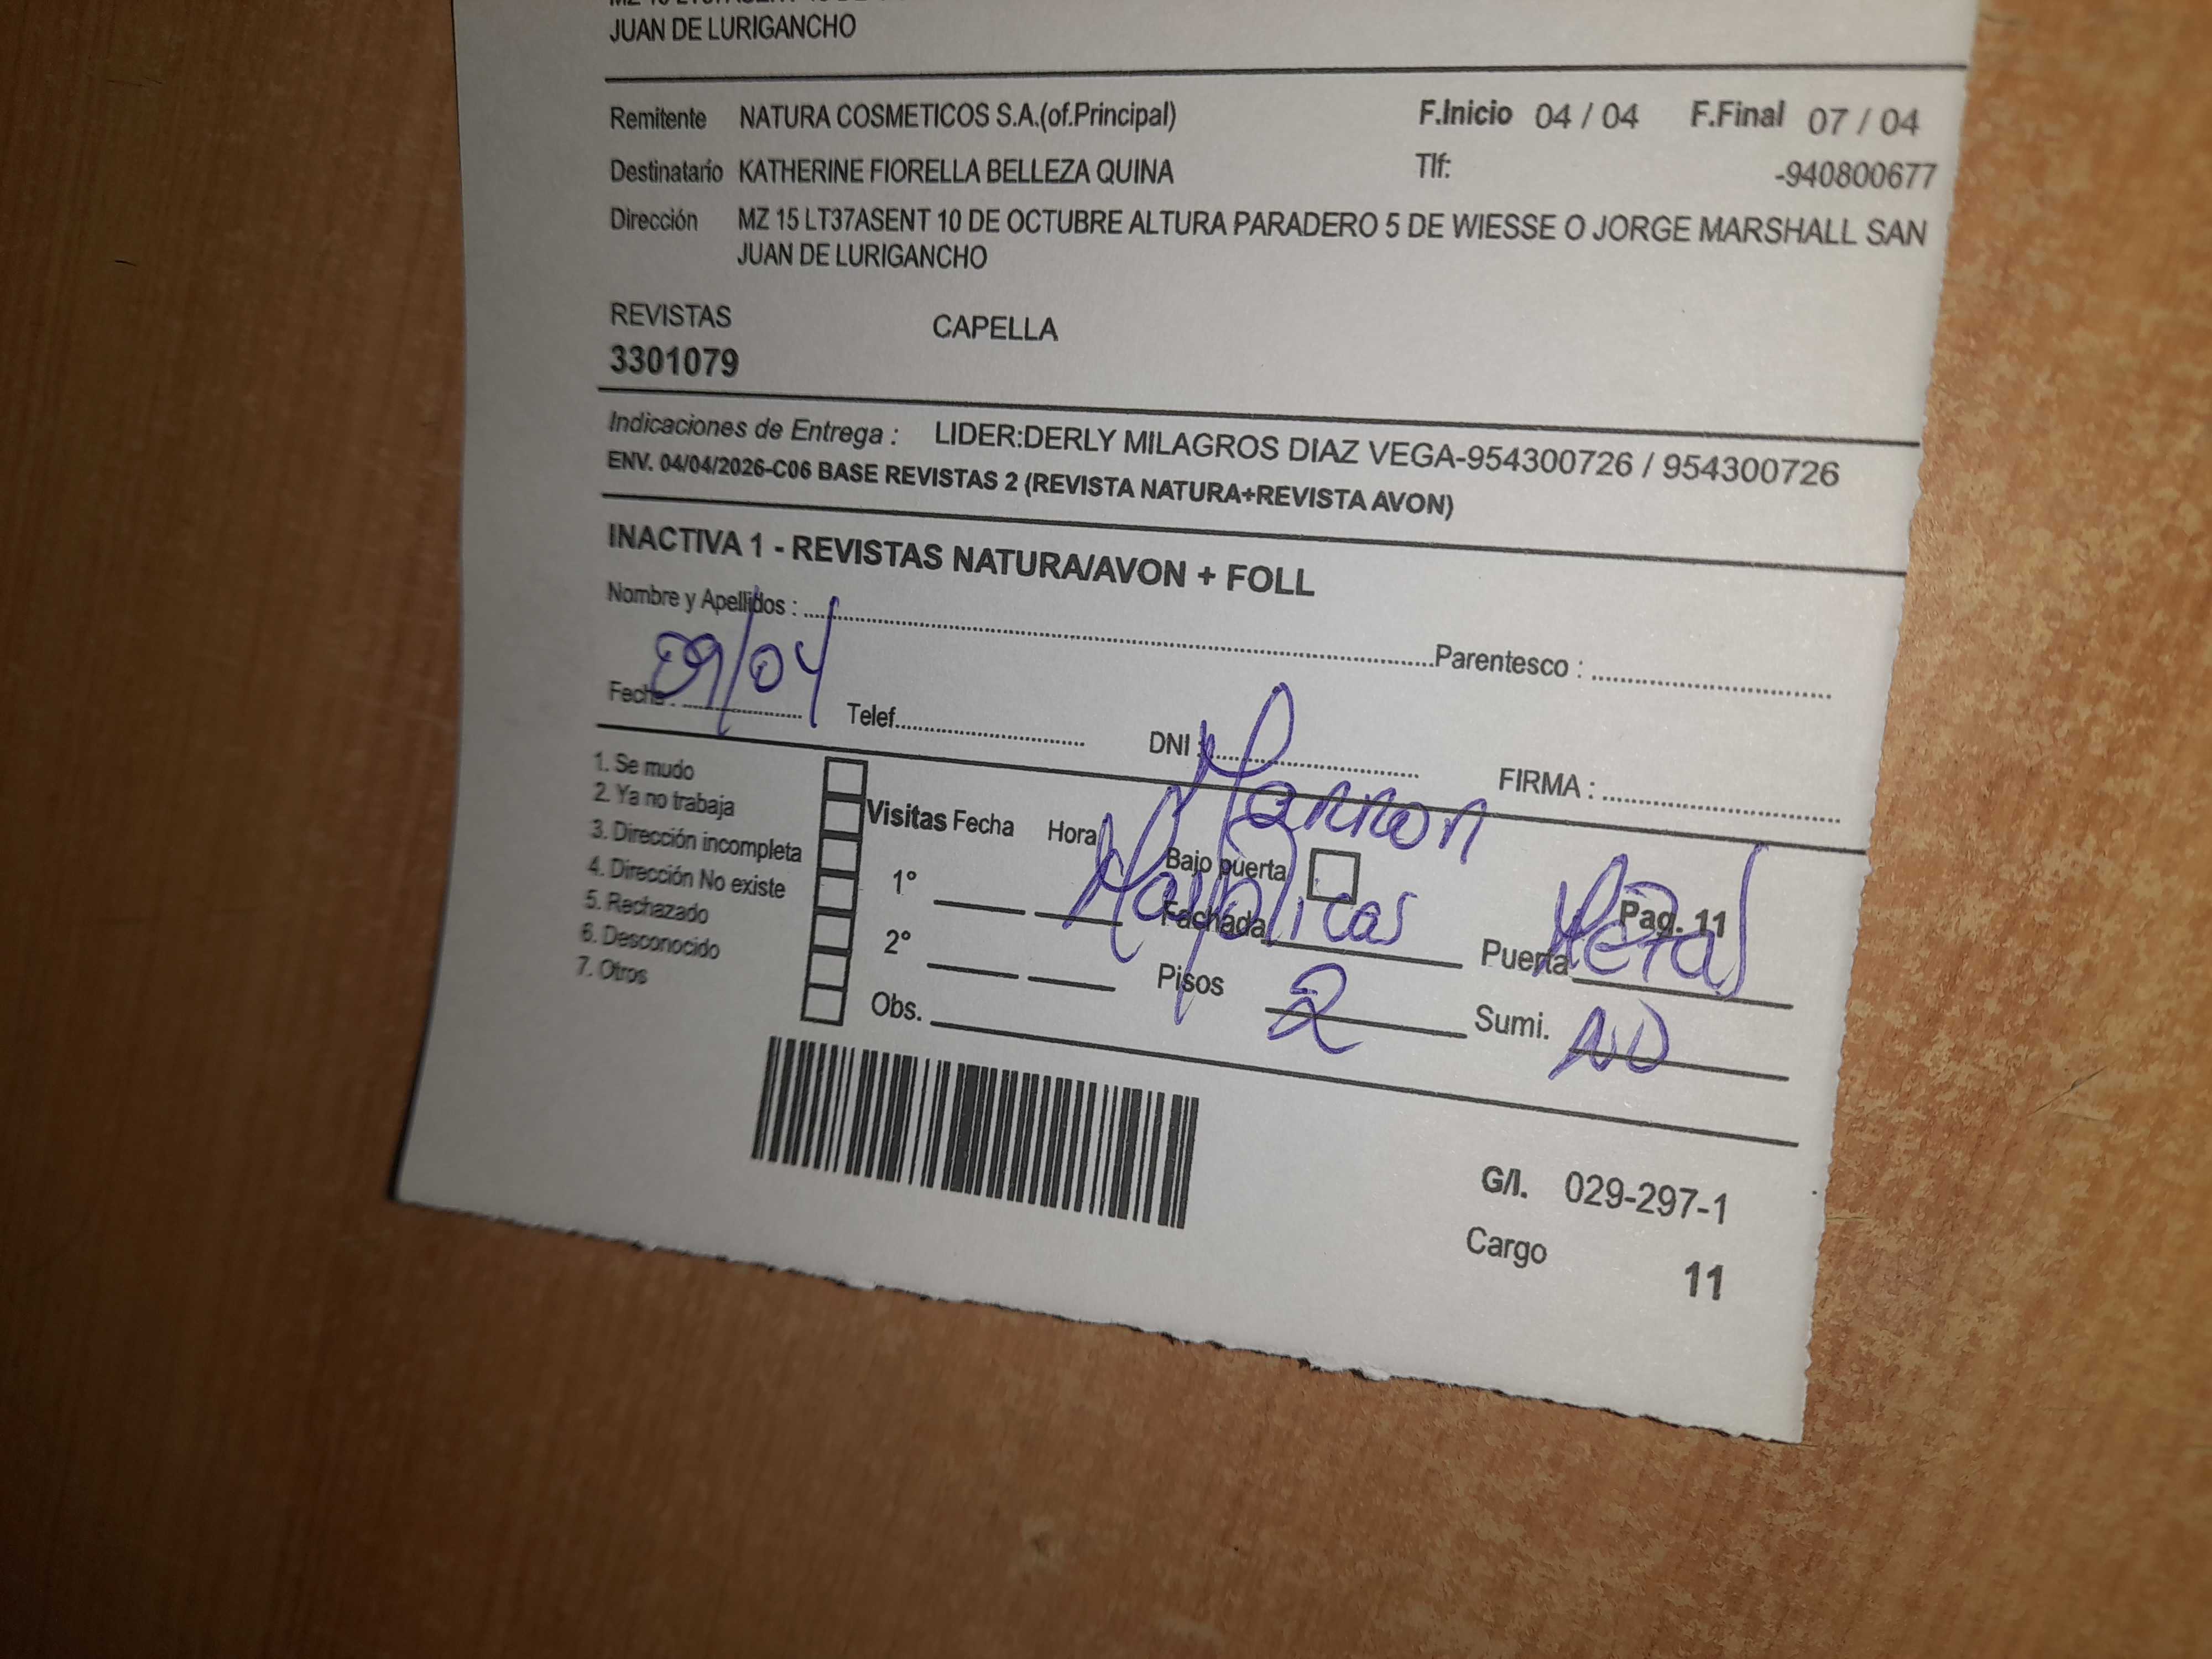 JUAN DE LURIGANCHO
Remitente NATURA COSMETICOS S.A.(of.Principal) F.Inicio 04 / 04 F.Final 07 / 04
Destinatario KATHERINE FIORELLA BELLEZA QUINA Tlf: -940800677
Dirección MZ 15 LT37ASENT 10 DE OCTUBRE ALTURA PARADERO 5 DE WIESSE O JORGE MARSHALL SAN
JUAN DE LURIGANCHO
REVISTAS CAPELLA
3301079
Indicaciones de Entrega : LIDER:DERLY MILAGROS DIAZ VEGA-954300726 / 954300726
ENV. 04/04/2026-C06 BASE REVISTAS 2 (REVISTA NATURA+REVISTA AVON)
INACTIVA 1 - REVISTAS NATURA/AVON + FOLL
Nombre y Apellidos : Parentesco :
Fecha : 09/04 Telef. DNI : FIRMA :
1. Se mudo
2. Ya no trabaja
3. Dirección incompleta
4. Dirección No existe
5. Rechazado
6. Desconocido
7. Otros
Visitas Fecha Hora
1°
2°
Obs.
Marron
Bajo puerta
Fachada Mayolicas
Pag. 11
Puerta Metal
Pisos 2 Sumi. NO
G/I. 029-297-1
Cargo 11